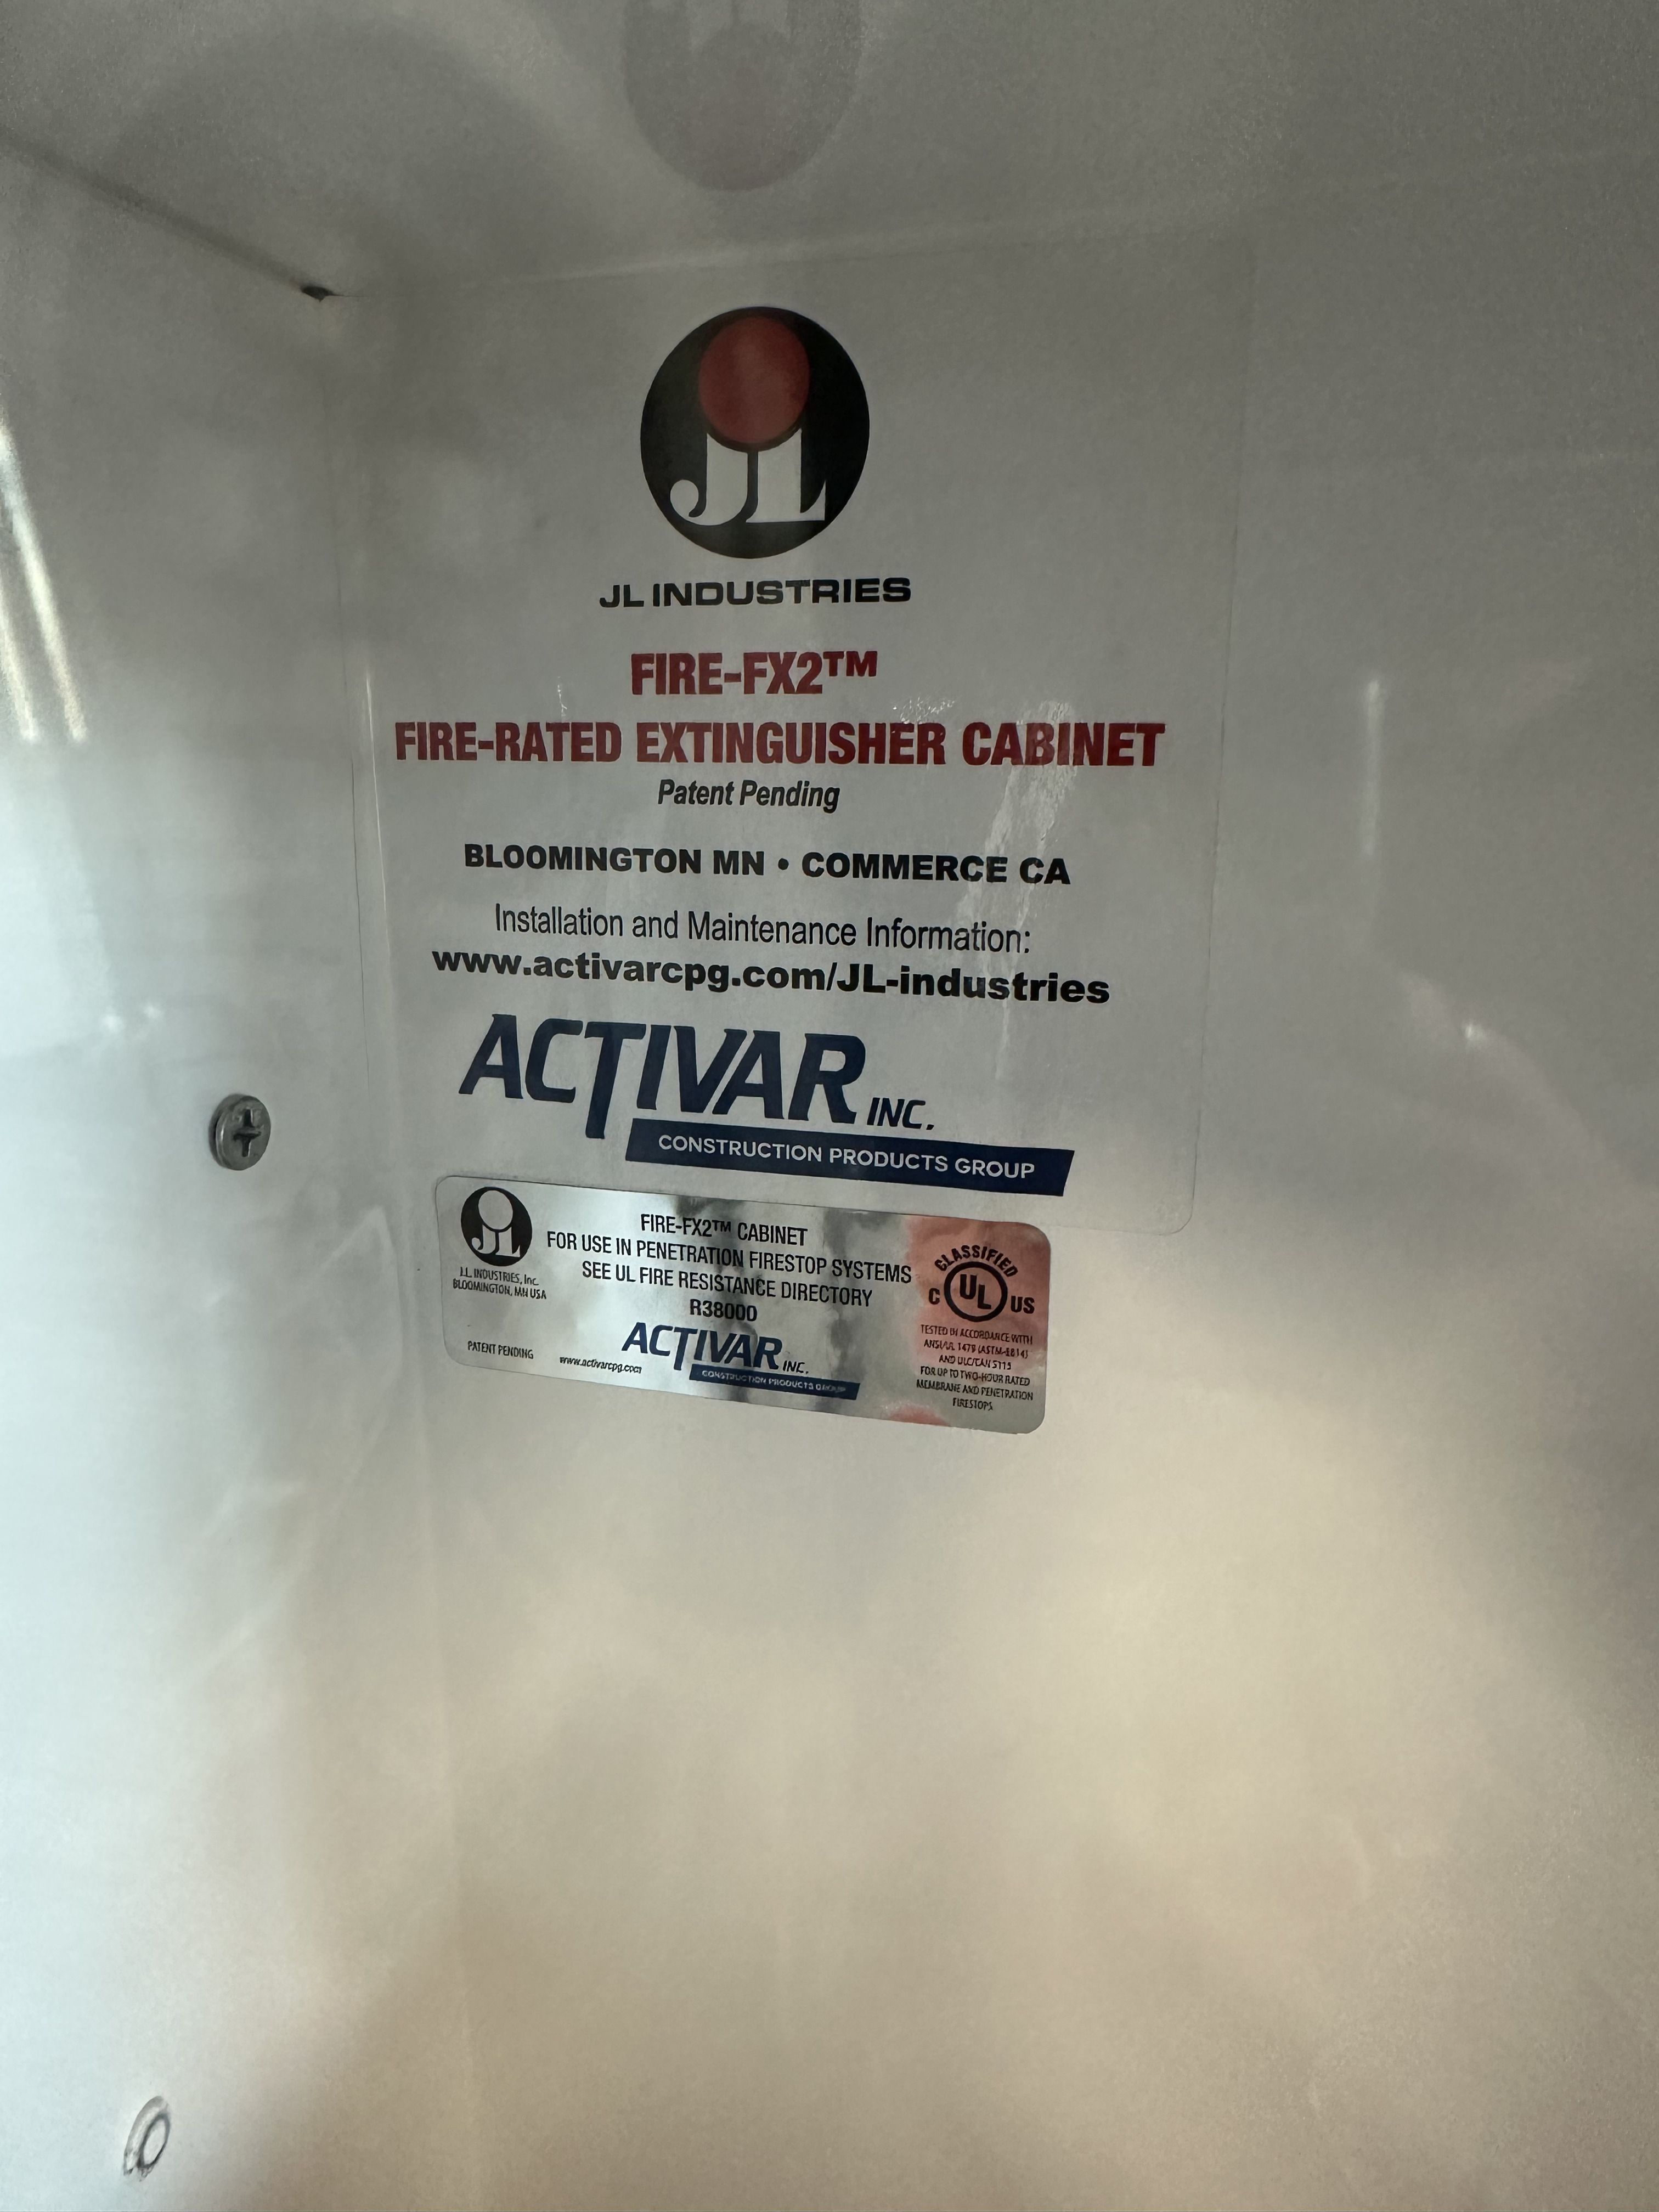 JL
JL INDUSTRIES
FIRE-FX2™
FIRE-RATED EXTINGUISHER CABINET
Patent Pending
BLOOMINGTON MN • COMMERCE CA
Installation and Maintenance Information:
www.activarcpg.com/JL-industries
ACTIVAR INC.
CONSTRUCTION PRODUCTS GROUP
JL
J.L. INDUSTRIES, Inc.
BLOOMINGTON, MN USA
PATENT PENDING
FIRE-FX2™ CABINET
FOR USE IN PENETRATION FIRESTOP SYSTEMS
SEE UL FIRE RESISTANCE DIRECTORY
R38000
ACTIVAR INC.
CONSTRUCTION PRODUCTS GROUP
www.activarcpg.com
CLASSIFIED
C UL US
TESTED IN ACCORDANCE WITH
ANSI/UL 1479 (ASTM-E814)
AND ULC/CAN S115
FOR UP TO TWO-HOUR RATED
MEMBRANE AND PENETRATION
FIRESTOPS